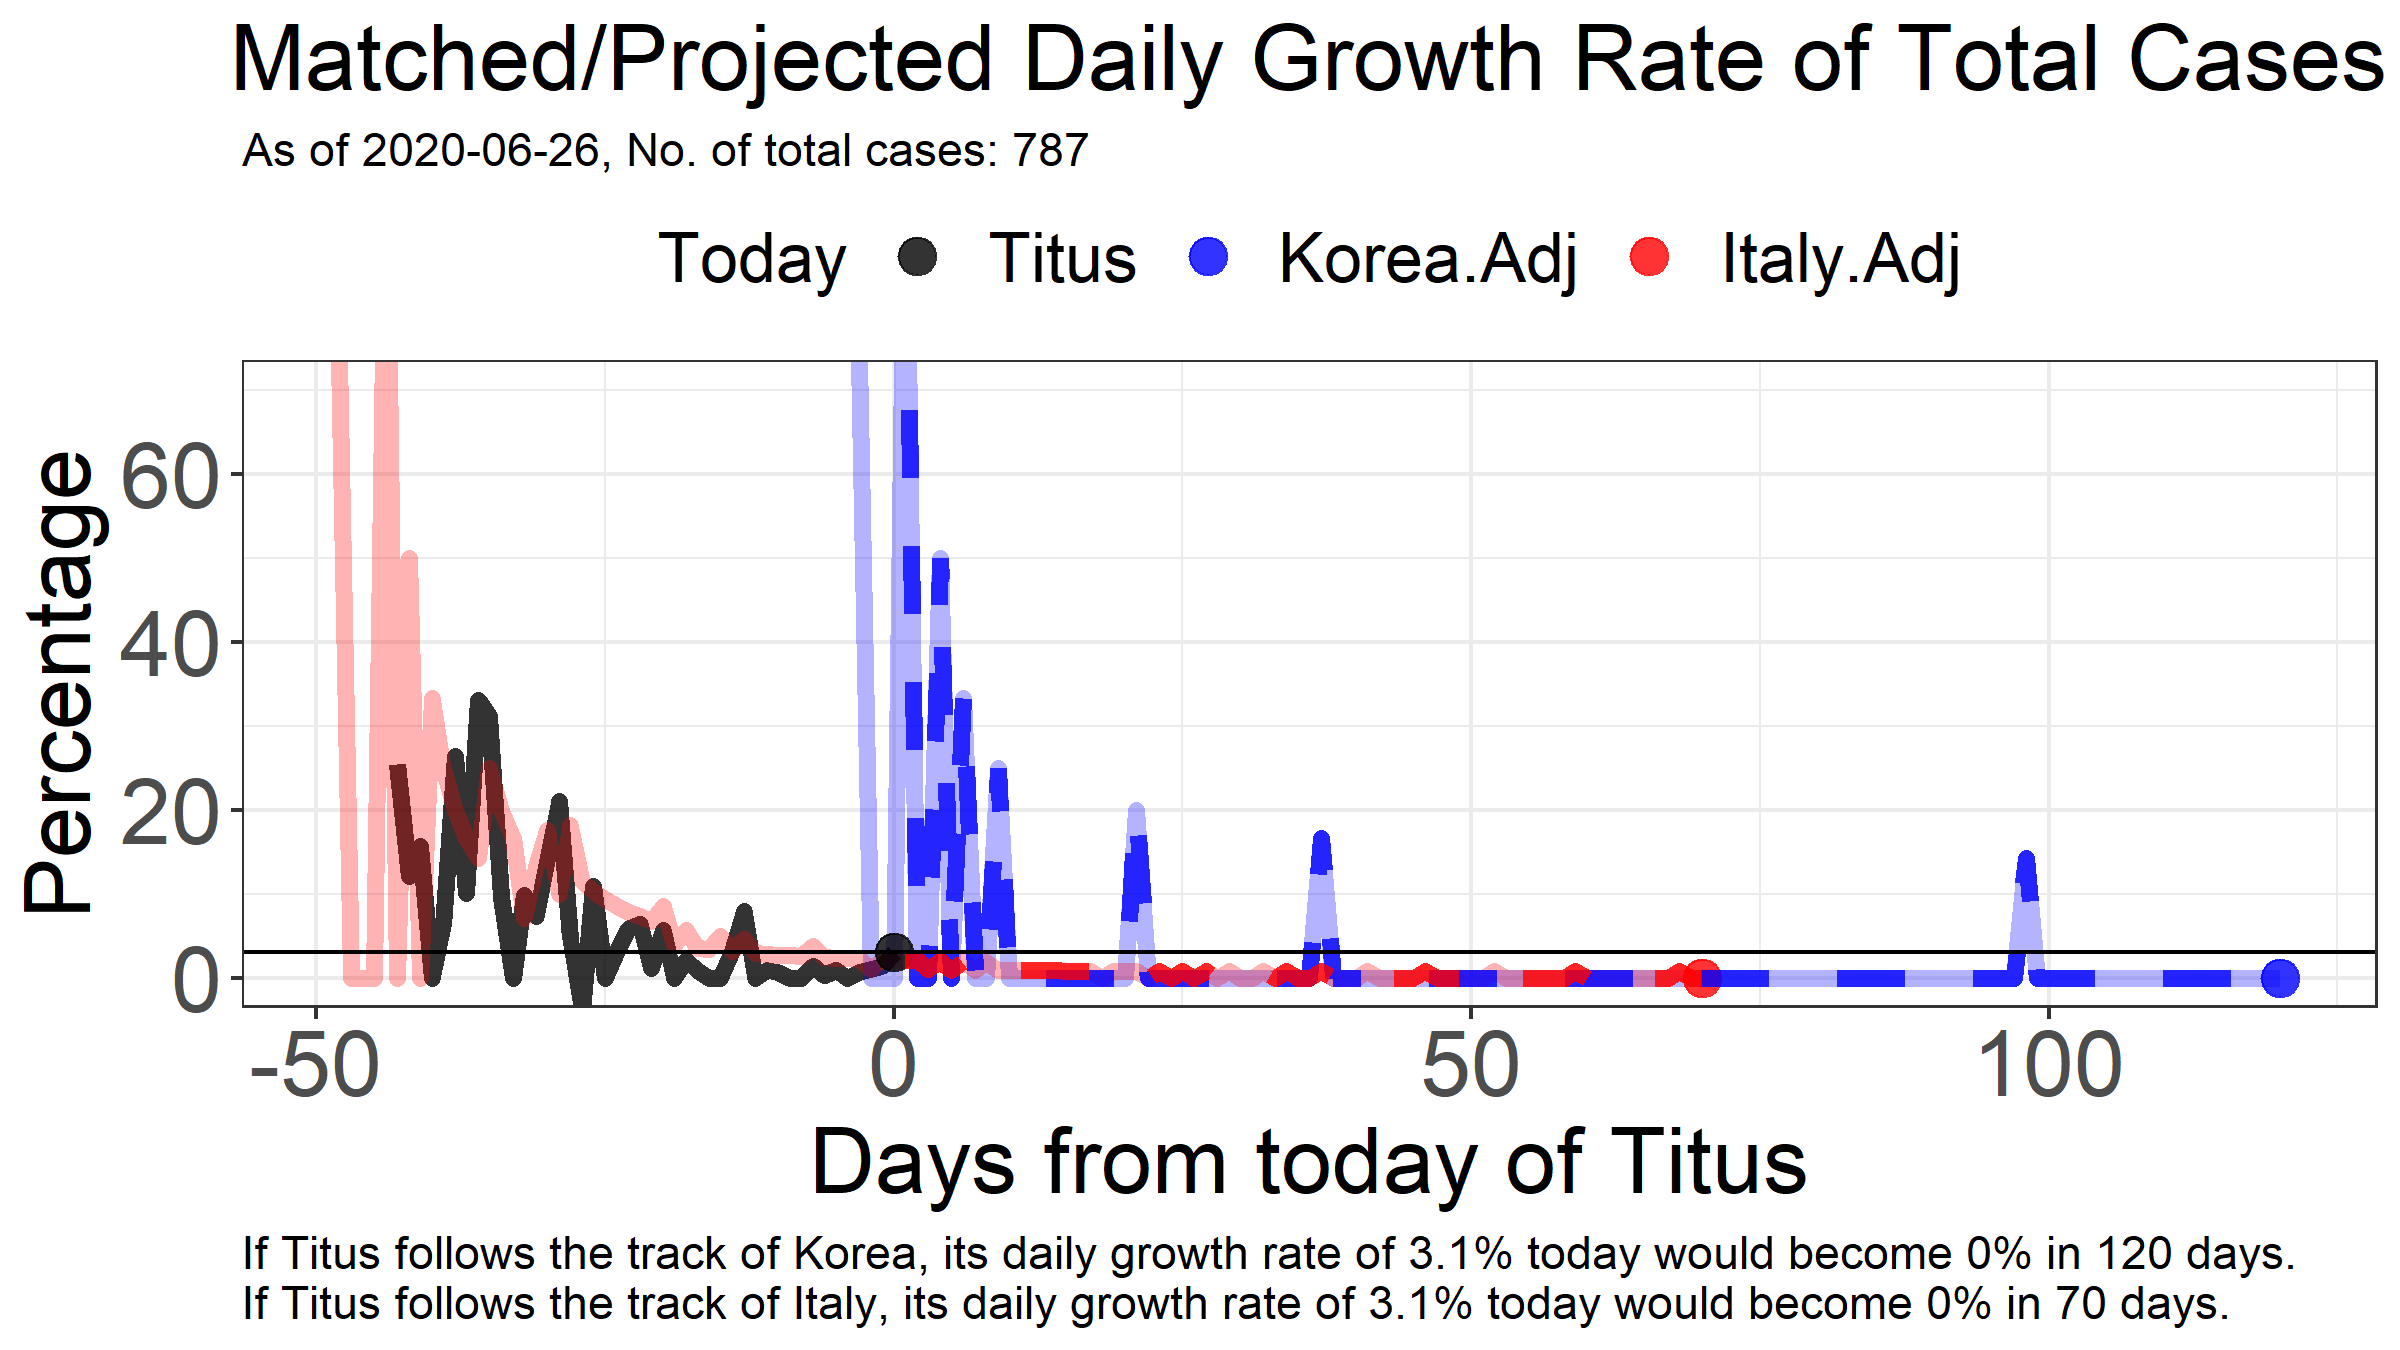 Matched/Projected Daily Growth Rate of Total Cases
As of 2020-06-26, No. of total cases: 787
Today Titus Korea.Adj Italy.Adj
Percentage
60
40
20
0
-50 0 50 100
Days from today of Titus
If Titus follows the track of Korea, its daily growth rate of 3.1% today would become 0% in 120 days.
If Titus follows the track of Italy, its daily growth rate of 3.1% today would become 0% in 70 days.